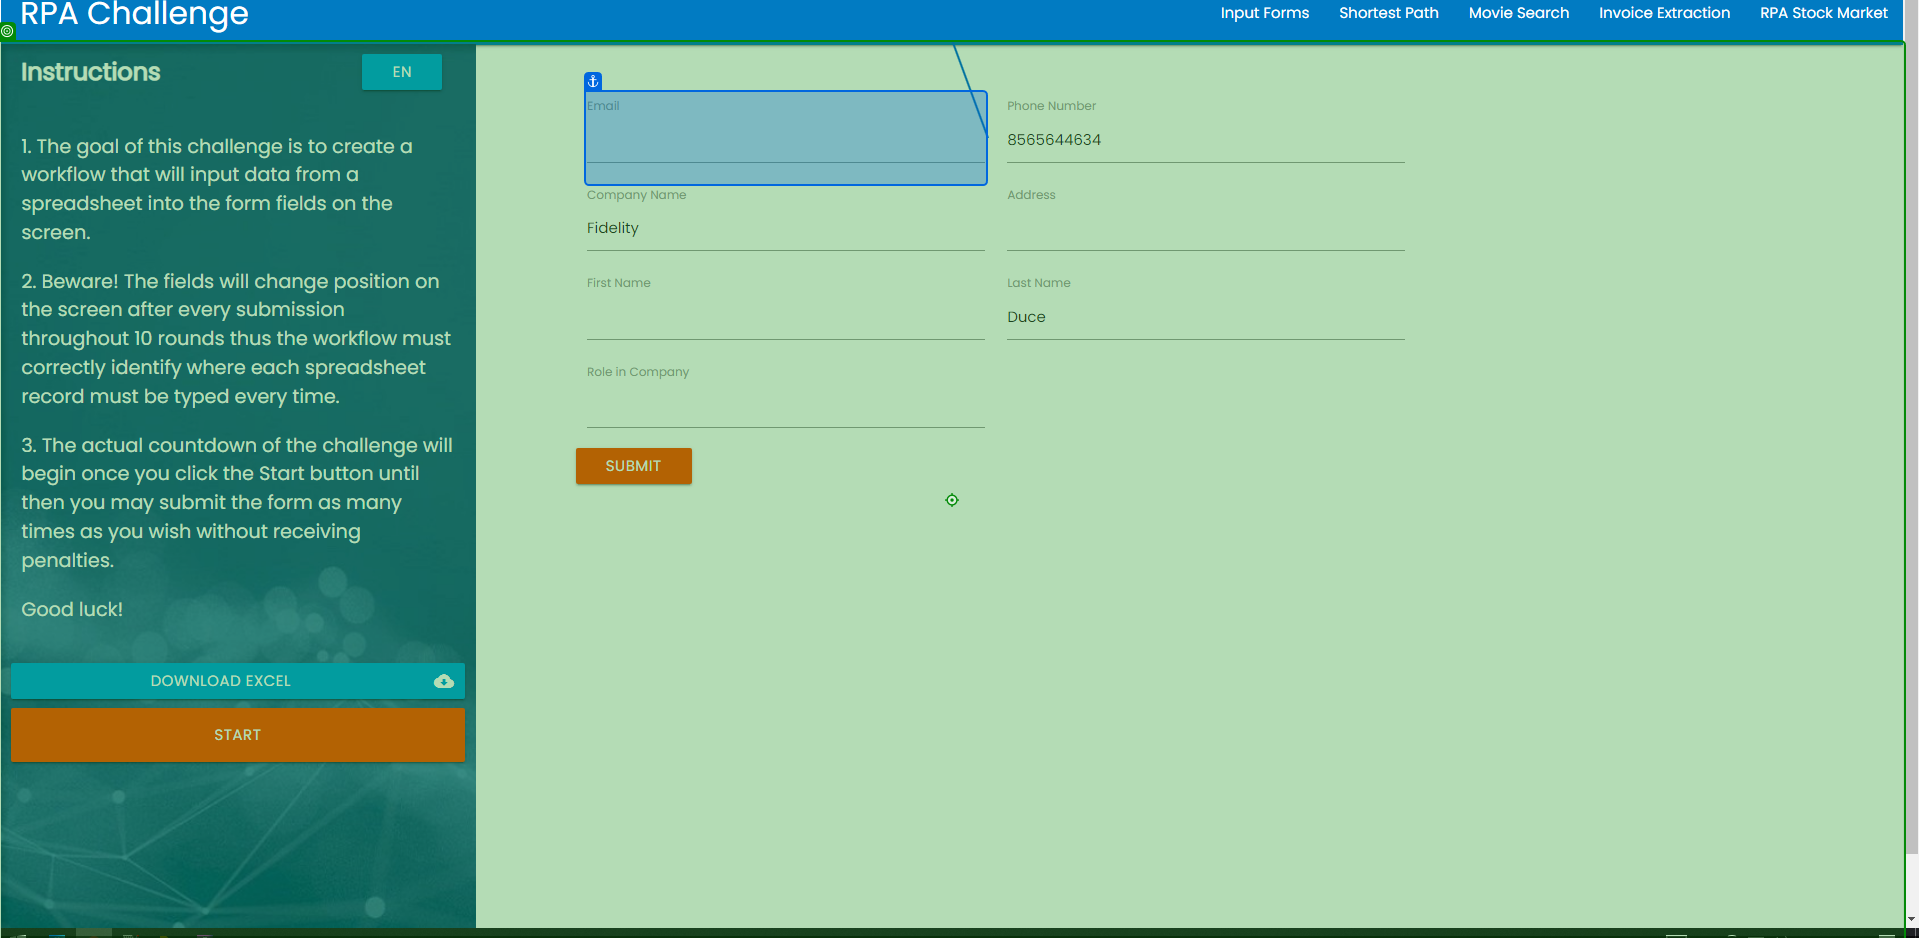 RPA Challenge
Input Forms
Shortest Path
Movie Search
Invoice Extraction
RPA Stock Market
Instructions
EN
1. The goal of this challenge is to create a
workflow that will input data from a
spreadsheet into the form fields on the
screen.
2. Beware! The fields will change position on
the screen after every submission
throughout 10 rounds thus the workflow must
correctly identify where each spreadsheet
record must be typed every time.
3. The actual countdown of the challenge will
begin once you click the Start button until
then you may submit the form as many
times as you wish without receiving
penalties.
Good luck!
DOWNLOAD EXCEL
START
Email
Phone Number
8565644634
Company Name
Fidelity
Address
First Name
Last Name
Duce
Role in Company
SUBMIT